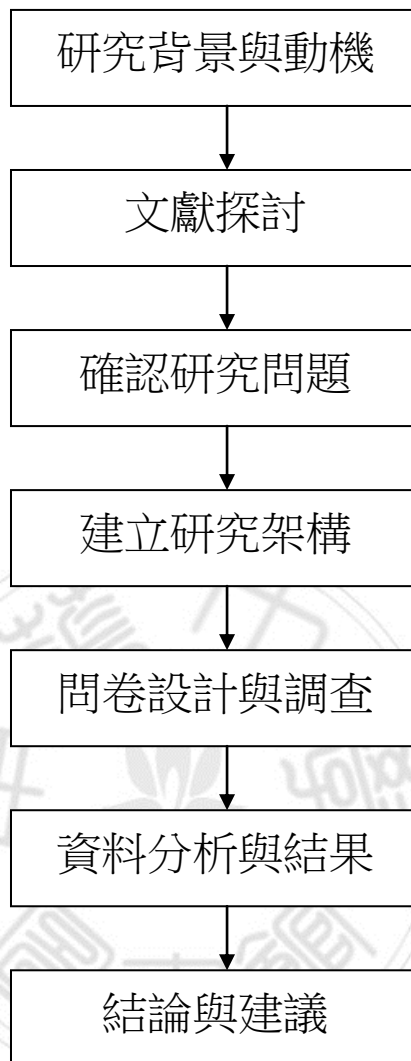 研究背景與動機
文獻探討
確認研究問題
建立研究架構
問卷設計與調查
資料分析與結果
結論與建議